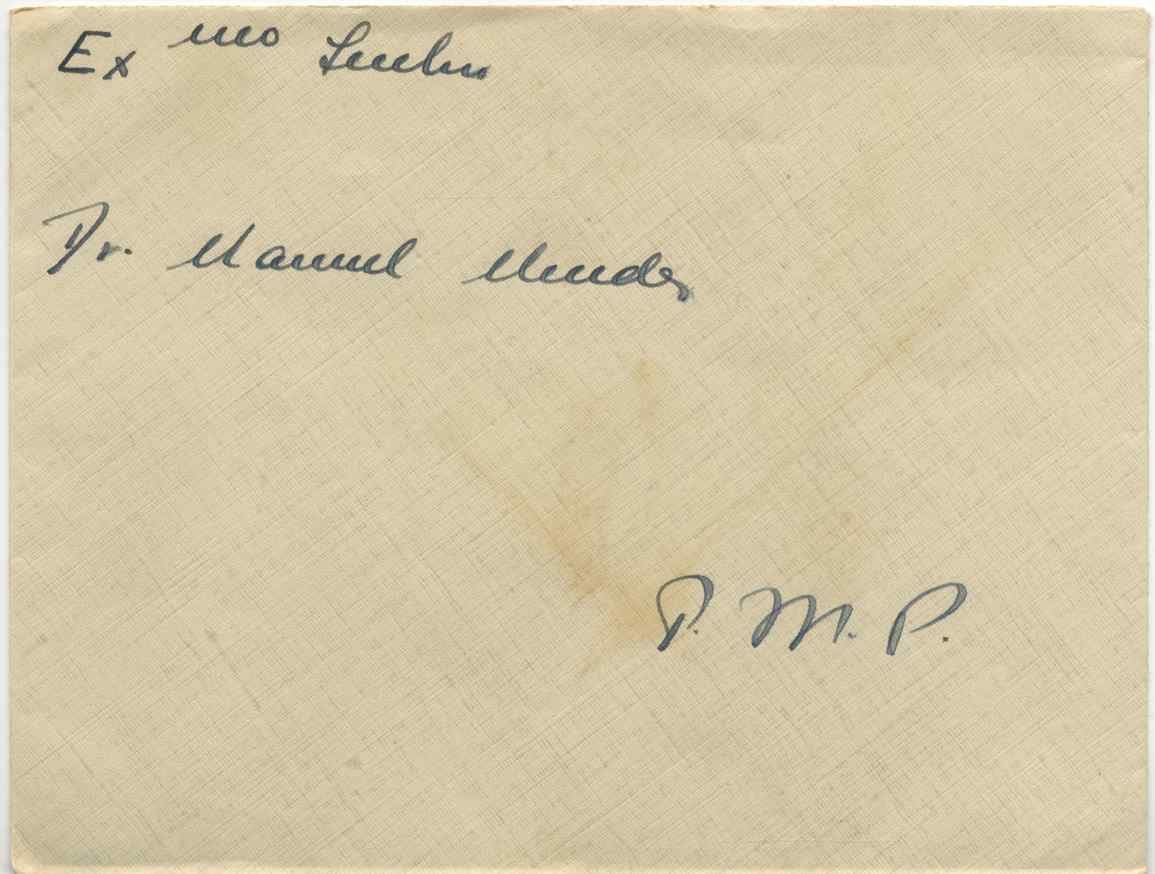 Ex mo Senhor
Dr. Manuel Mendes
P. M. P.